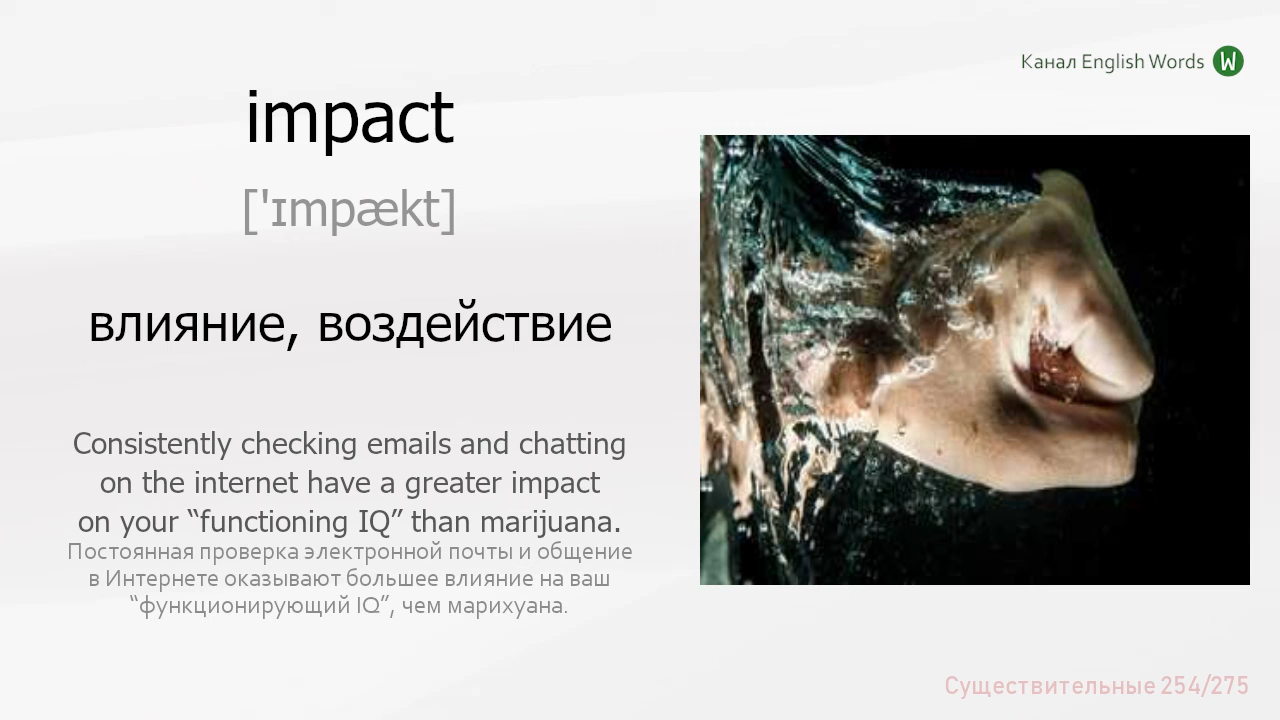 Канал English Words W
impact
['ɪmpækt]
влияние, воздействие
Consistently checking emails and chatting
on the internet have a greater impact
on your “functioning IQ” than marijuana.
Постоянная проверка электронной почты и общение
в Интернете оказывают большее влияние на ваш
“функционирующий IQ”, чем марихуана.
Существительные 254/275